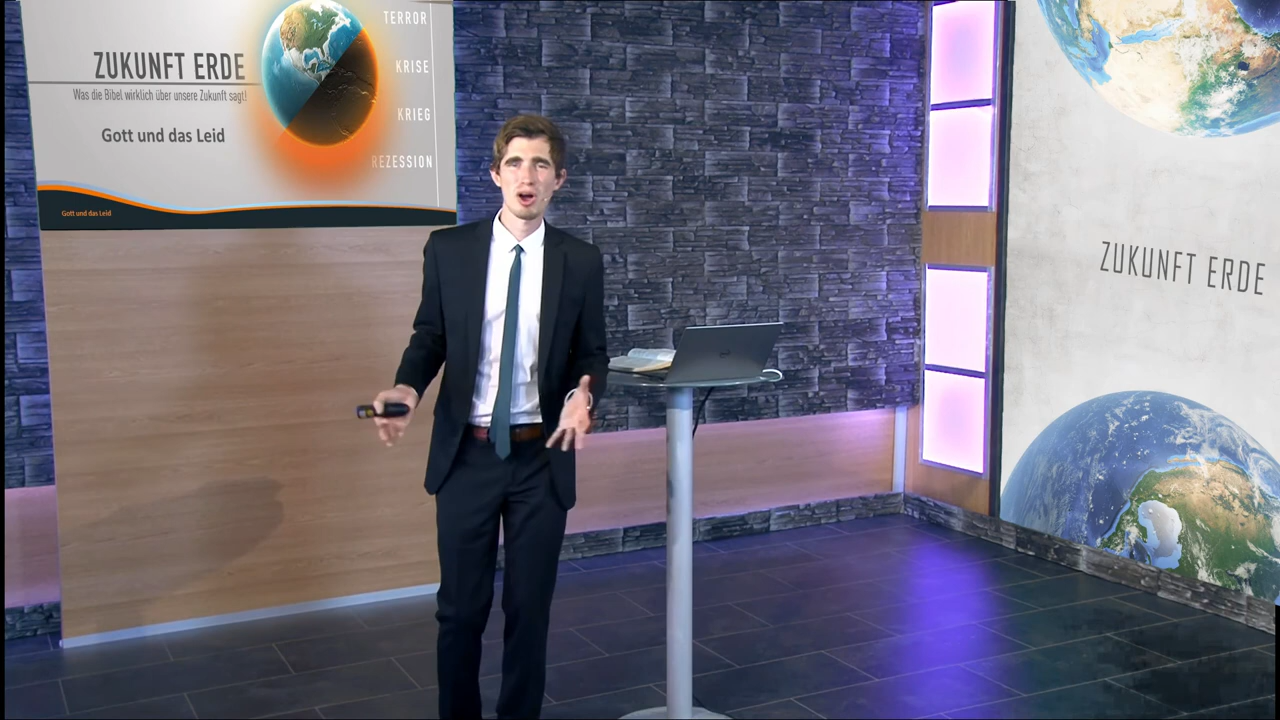 ZUKUNFT ERDE
Was die Bibel wirklich über unsere Zukunft sagt!
Gott und das Leid
TERROR
KRISE
KRIEG
REZESSION
Gott und das Leid
ZUKUNFT ERDE